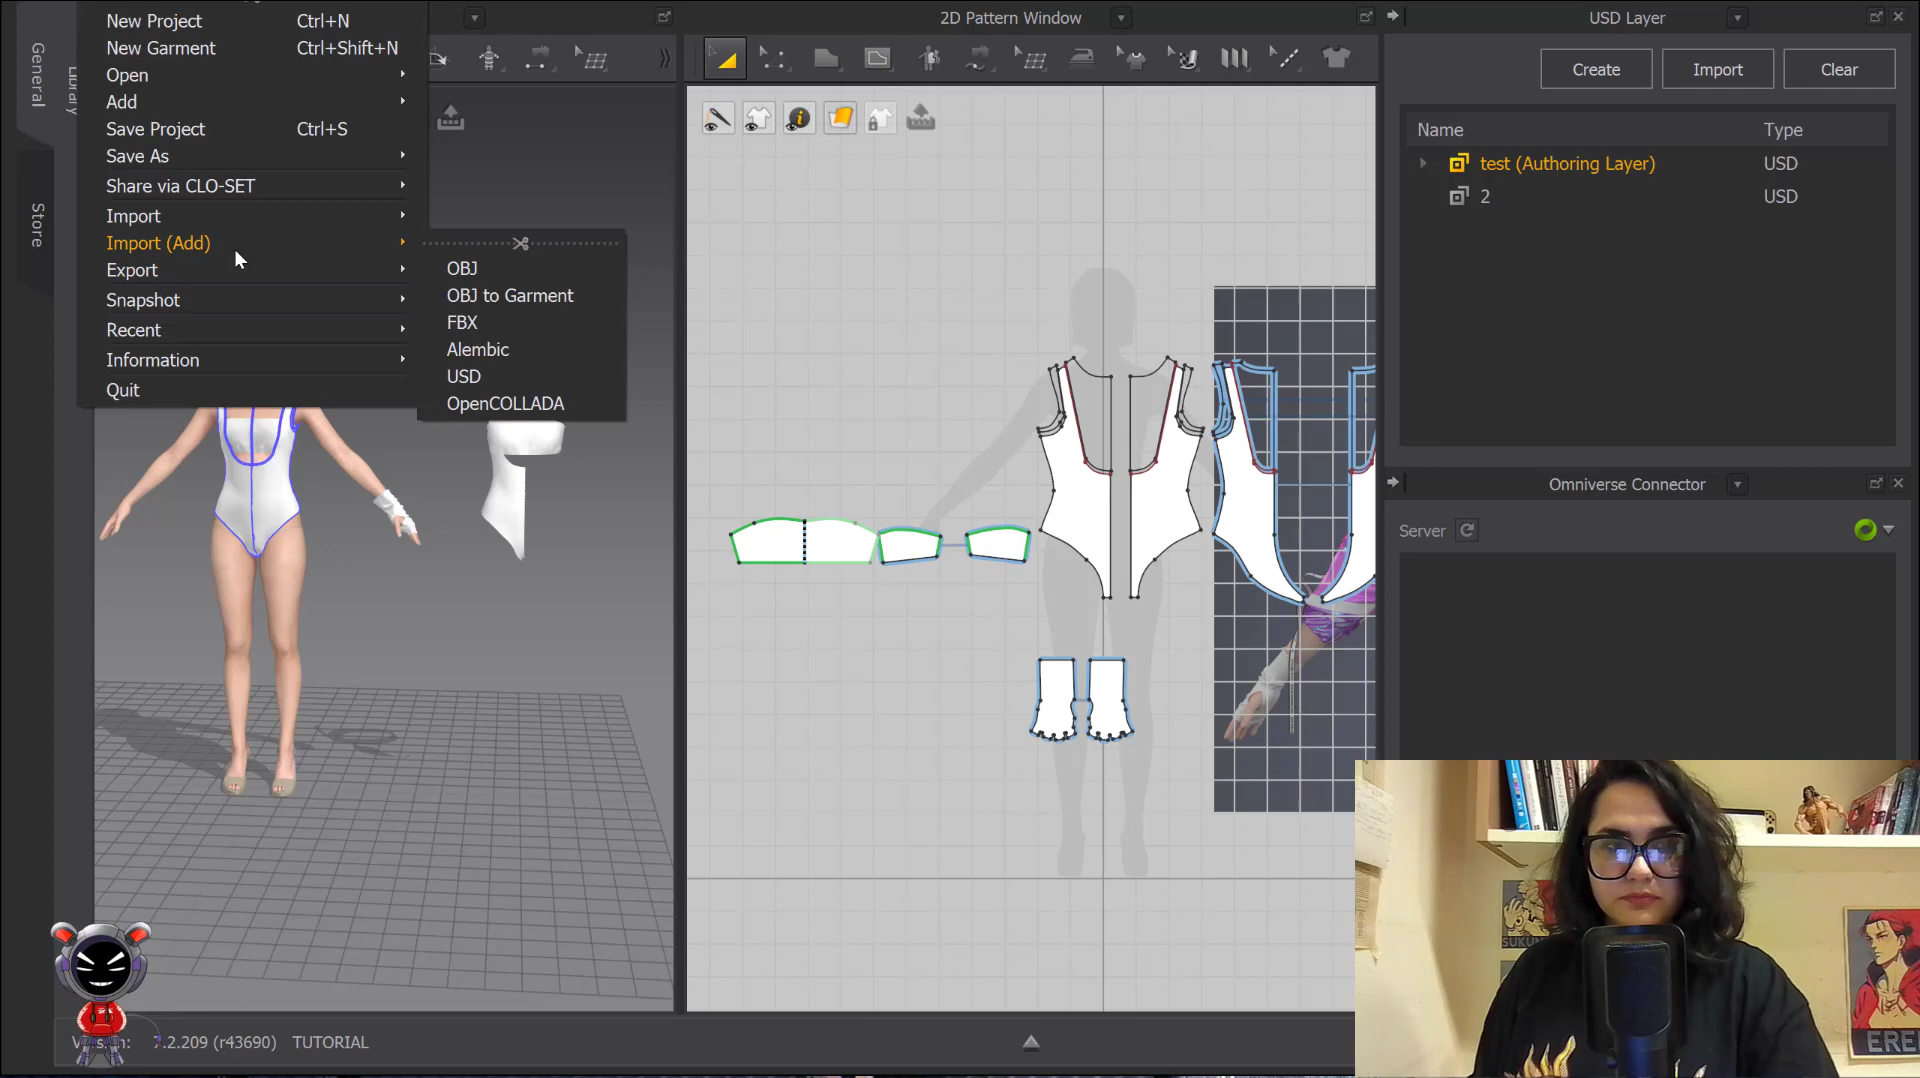 General
Library
Store
New Project Ctrl+N
New Garment Ctrl+Shift+N
Open
Add
Save Project Ctrl+S
Save As
Share via CLO-SET
Import
Import (Add)
Export
Snapshot
Recent
Information
Quit
OBJ
OBJ to Garment
FBX
Alembic
USD
OpenCOLLADA
2D Pattern Window
USD Layer
Create Import Clear
Name Type
test (Authoring Layer) USD
2 USD
Omniverse Connector
Server
SUKUN
EREN
2.209 (r43690) TUTORIAL